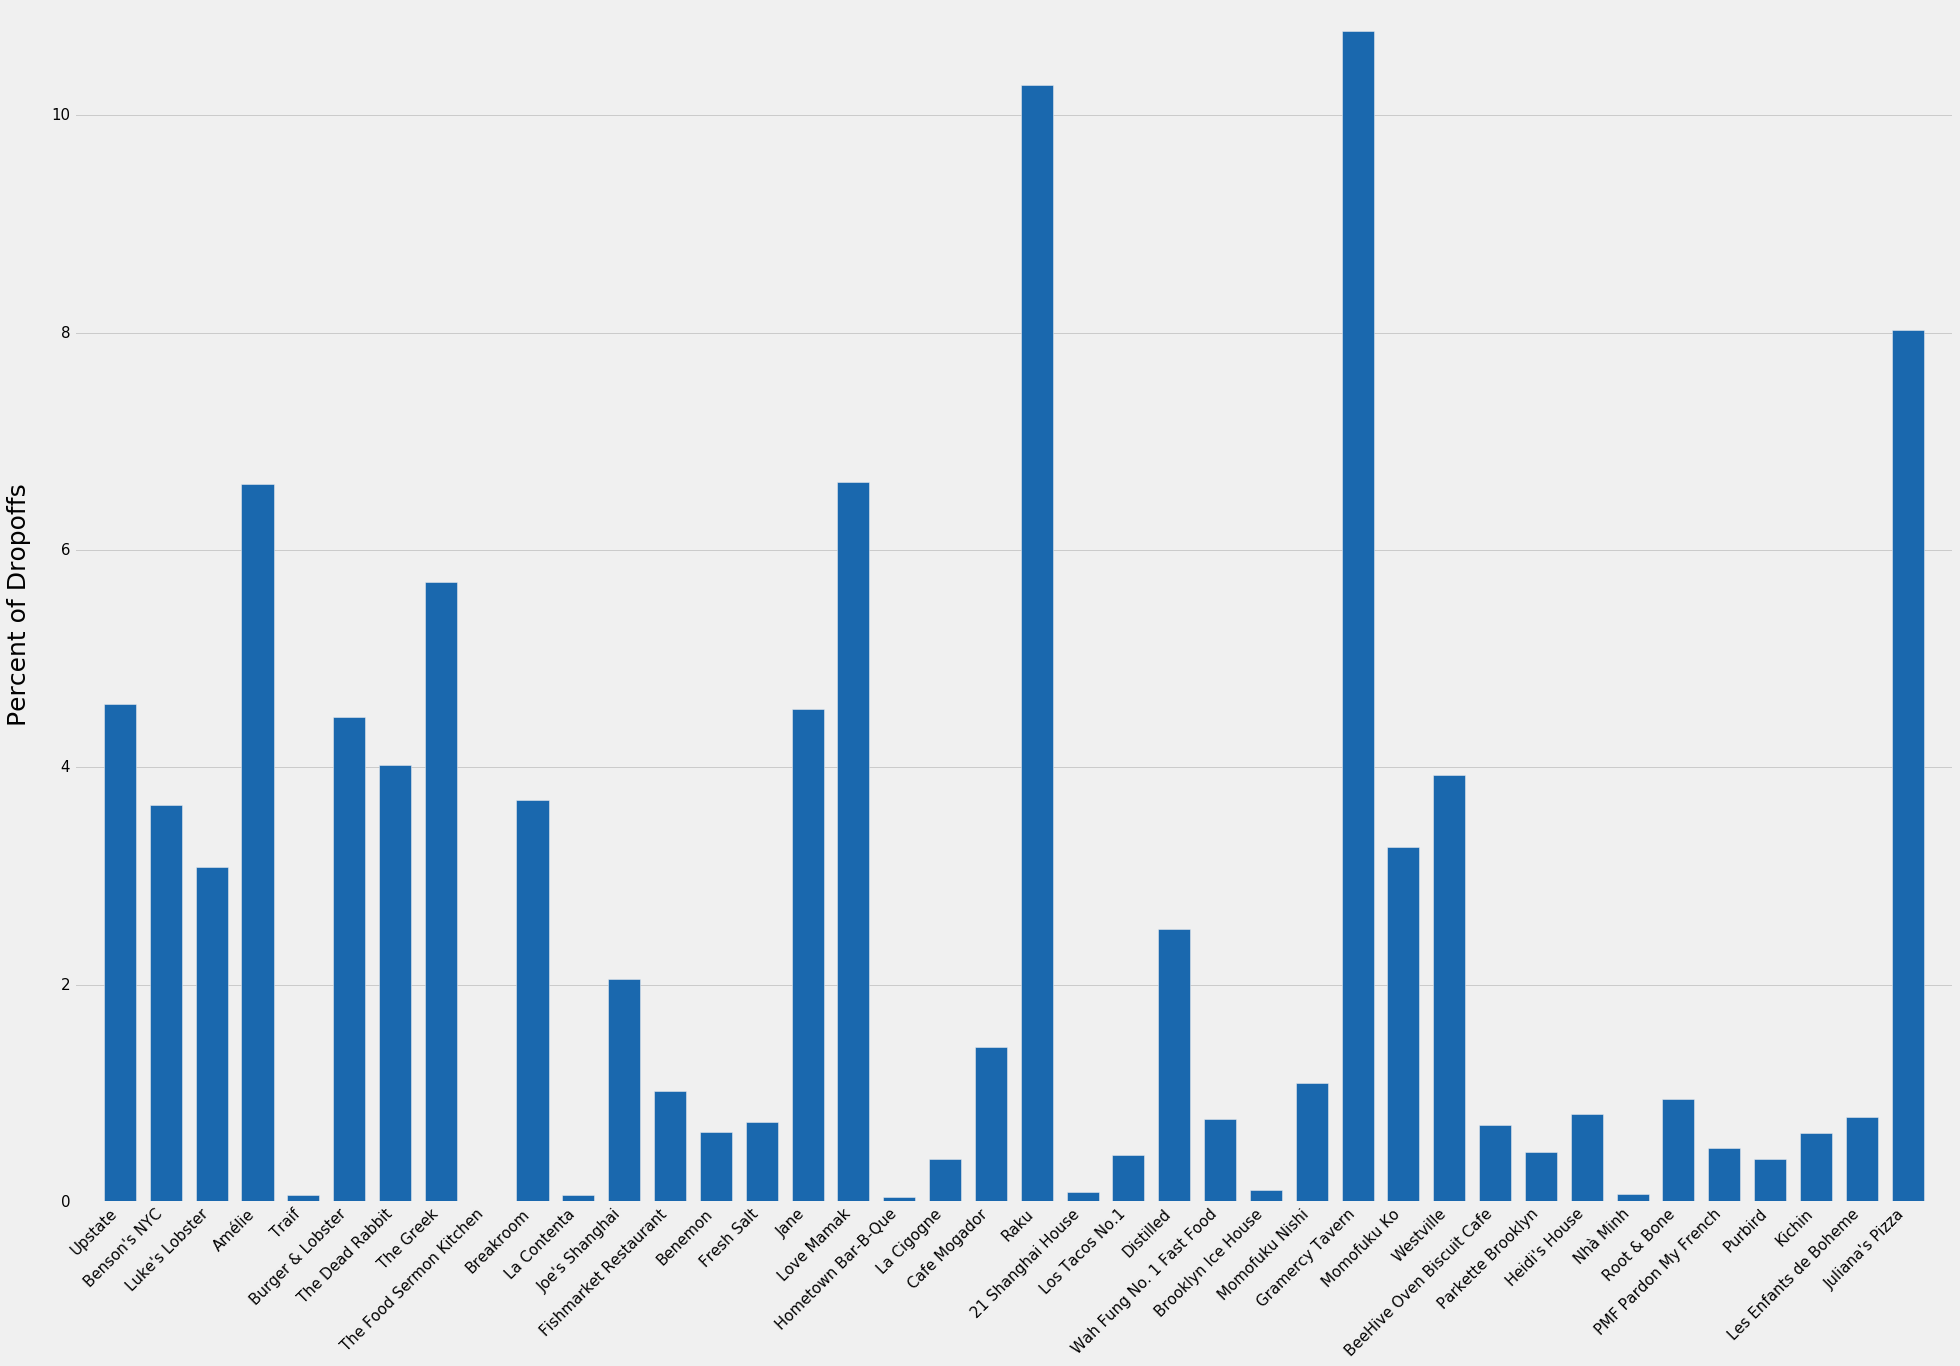 Percent of Dropoffs
10
8
6
4
2
0
Upstate
Benson's NYC
Luke's Lobster
Amélie
Traif
Burger & Lobster
The Dead Rabbit
The Greek
The Food Sermon Kitchen
Breakroom
La Contenta
Joe's Shanghai
Fishmarket Restaurant
Benemon
Fresh Salt
Jane
Love Mamak
Hometown Bar-B-Que
La Cigogne
Cafe Mogador
Raku
21 Shanghai House
Los Tacos No.1
Distilled
Wah Fung No. 1 Fast Food
Brooklyn Ice House
Momofuku Nishi
Gramercy Tavern
Momofuku Ko
Westville
BeeHive Oven Biscuit Cafe
Parkette Brooklyn
Heidi's House
Nhà Minh
Root & Bone
PMF Pardon My French
Purbird
Kichin
Les Enfants de Boheme
Juliana's Pizza